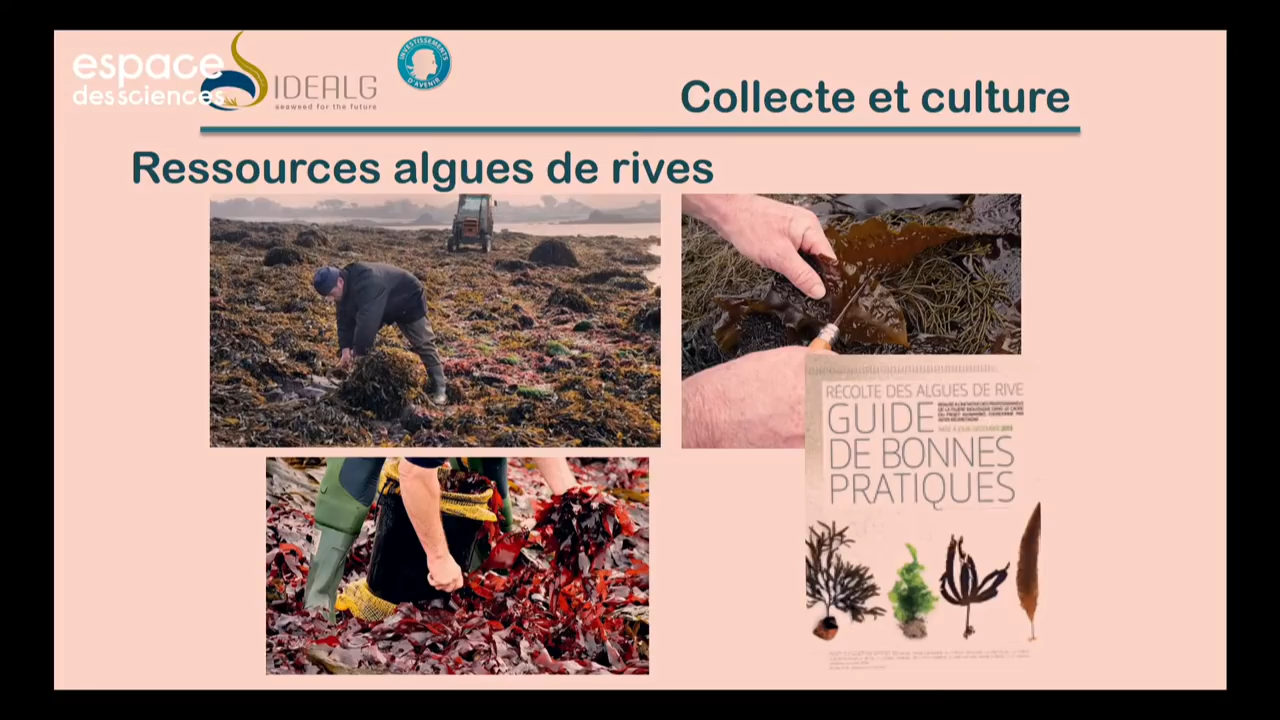 espace
des sciences
IDEALG
seaweed for the future
INVESTISSEMENTS
D'AVENIR
Collecte et culture
Ressources algues de rives
RÉCOLTE DES ALGUES DE RIVE
GUIDE
DE BONNES
PRATIQUES